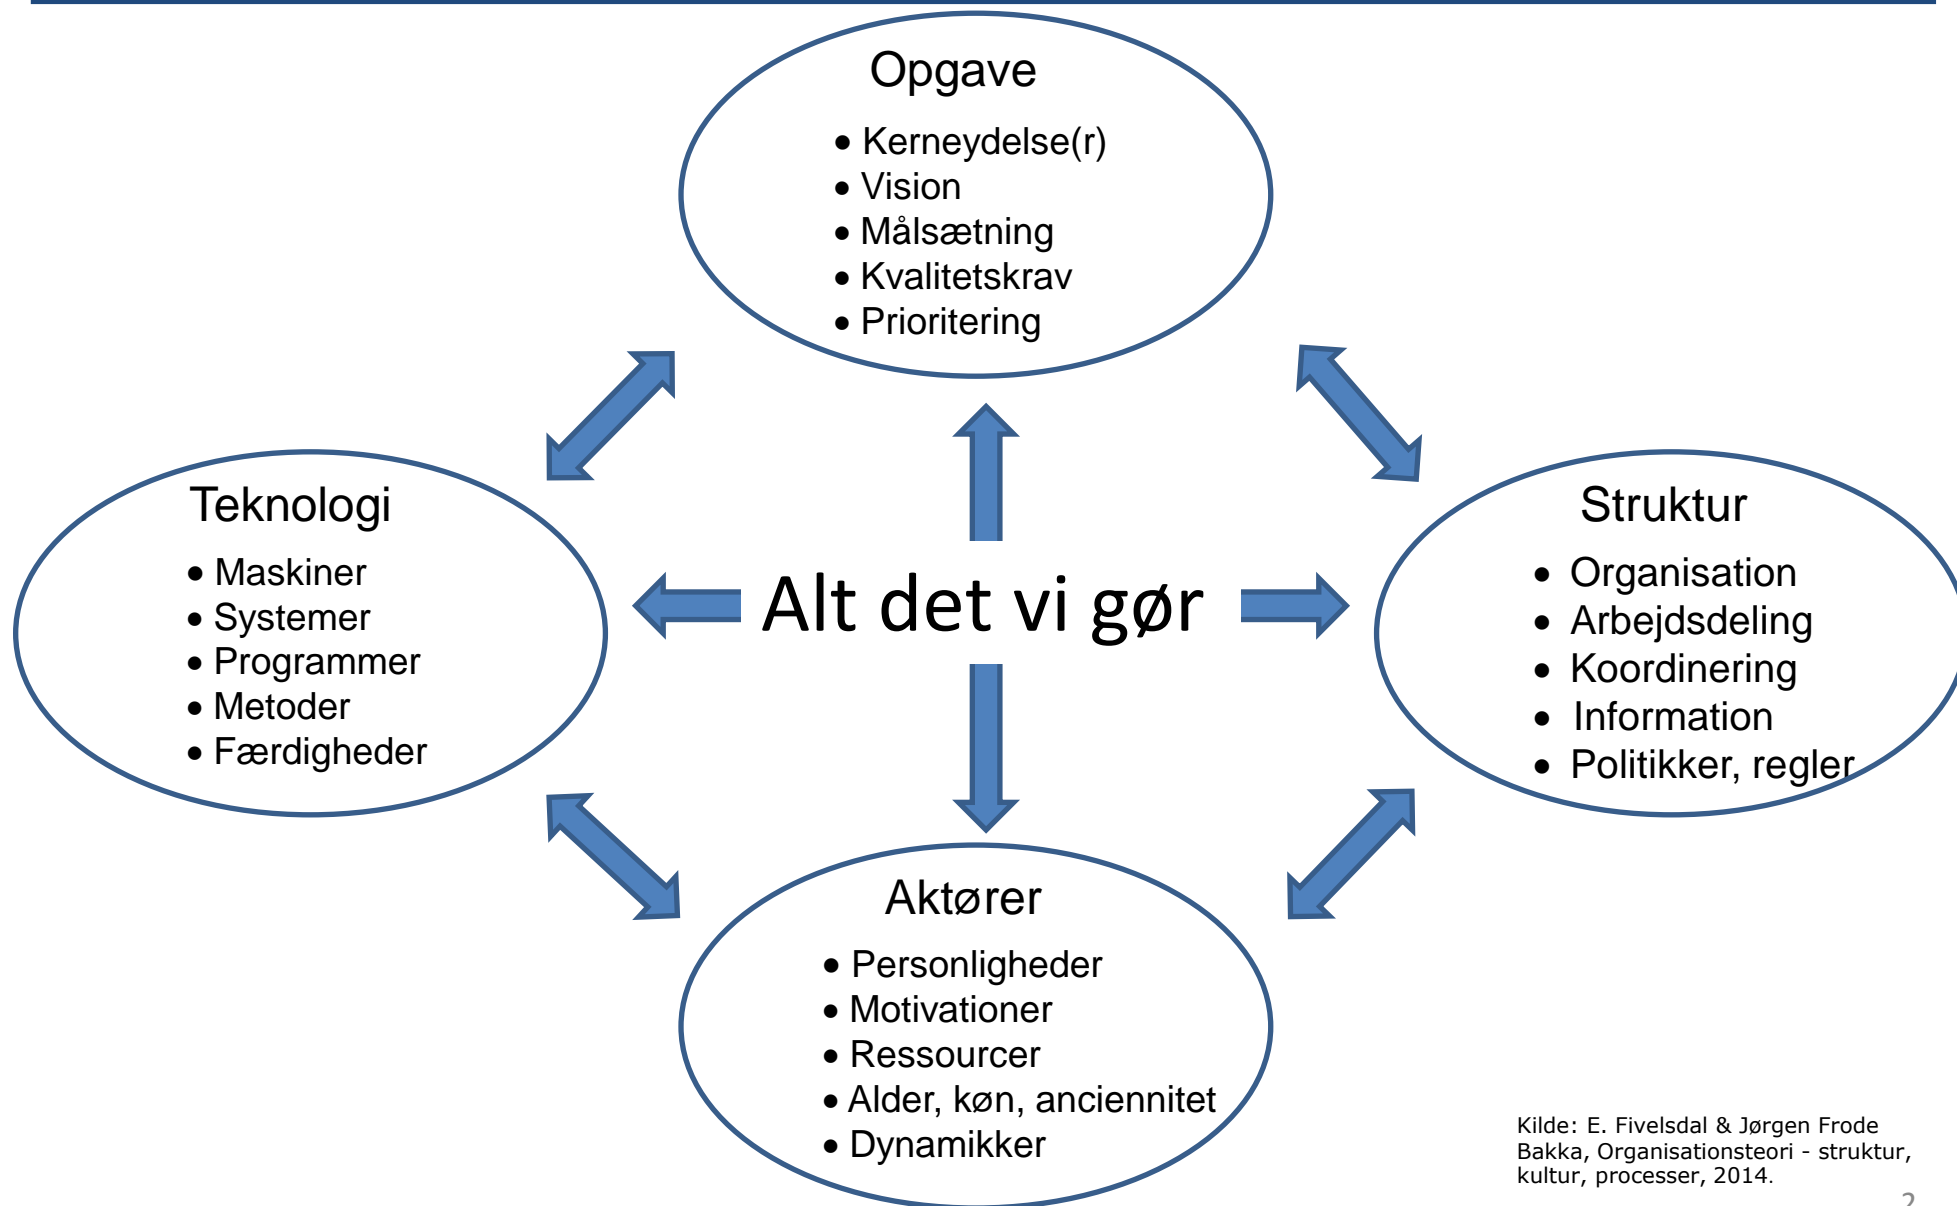 Opgave
• Kerneydelse(r)
• Vision
• Målsætning
• Kvalitetskrav
• Prioritering
Teknologi
• Maskiner
• Systemer
• Programmer
• Metoder
• Færdigheder
Alt det vi gør
Struktur
• Organisation
• Arbejdsdeling
• Koordinering
• Information
• Politikker, regler
Aktører
• Personligheder
• Motivationer
• Ressourcer
• Alder, køn, anciennitet
• Dynamikker
Kilde: E. Fivelsdal & Jørgen Frode
Bakka, Organisationsteori - struktur,
kultur, processer, 2014.
2